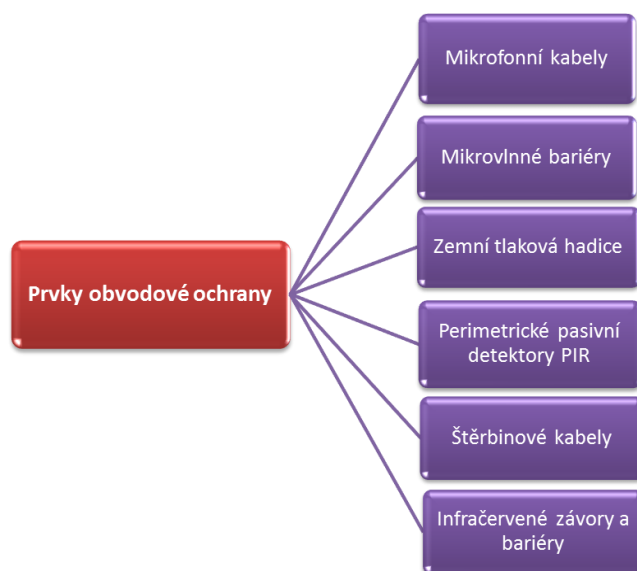 Prvky obvodové ochrany
Mikrofonní kabely
Mikrovlnné bariéry
Zemní tlaková hadice
Perimetrické pasivní
detektory PIR
Štěrbinové kabely
Infračervené závory a
bariéry